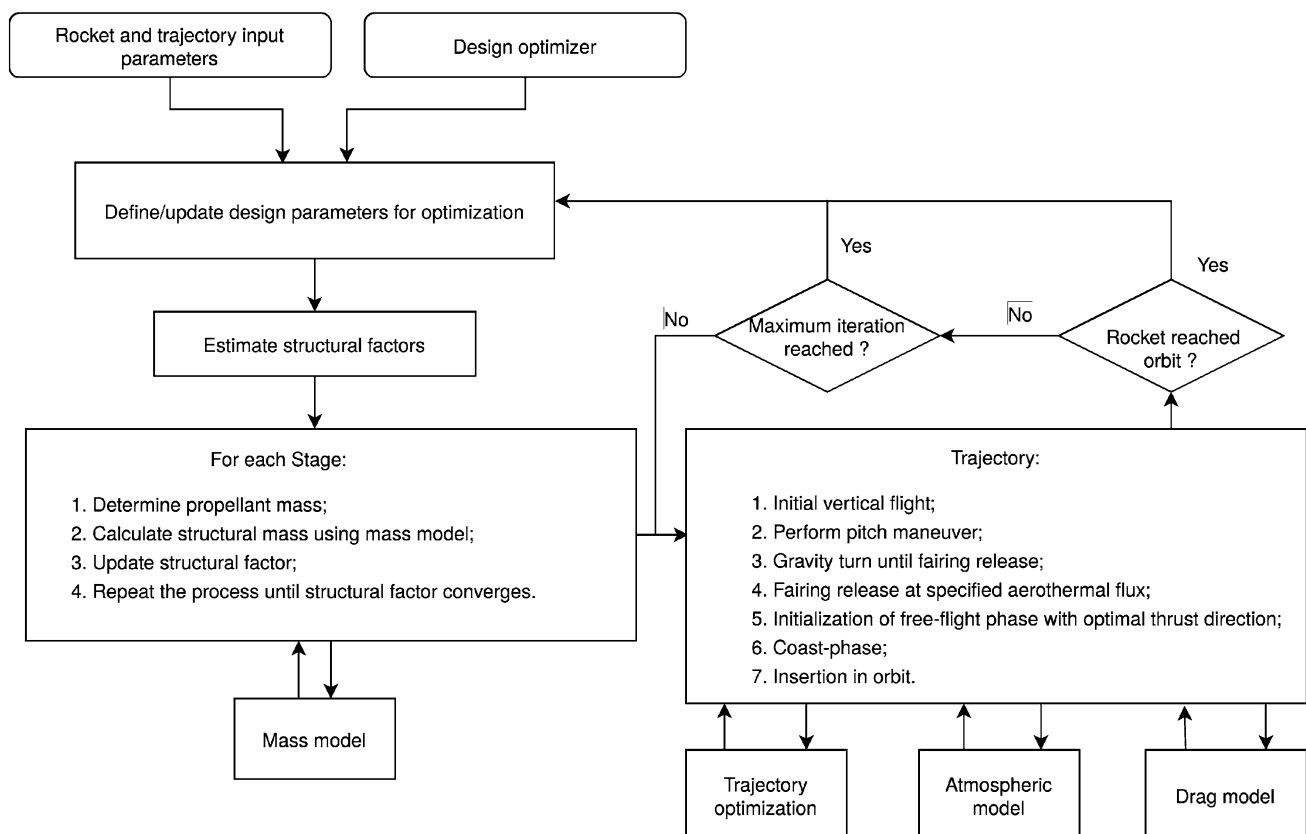 Rocket and trajectory input
parameters
Design optimizer
Define/update design parameters for optimization
Yes
Yes
No
Maximum iteration
reached ?
No
Rocket reached
orbit ?
Estimate structural factors
For each Stage:
1. Determine propellant mass;
2. Calculate structural mass using mass model;
3. Update structural factor;
4. Repeat the process until structural factor converges.
Trajectory:
1. Initial vertical flight;
2. Perform pitch maneuver;
3. Gravity turn until fairing release;
4. Fairing release at specified aerothermal flux;
5. Initialization of free-flight phase with optimal thrust direction;
6. Coast-phase;
7. Insertion in orbit.
Mass model
Trajectory
optimization
Atmospheric
model
Drag model